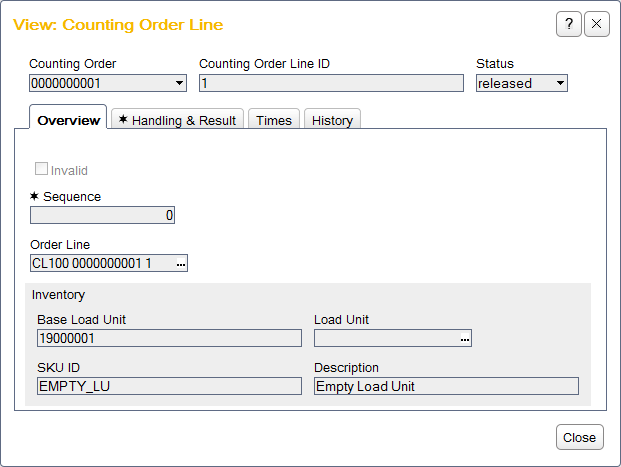 View: Counting Order Line
?
Counting Order Counting Order Line ID Status
0000000001 1 released
Overview ✶ Handling & Result Times History
Invalid
✶ Sequence
0
Order Line
CL100 0000000001 1 ...
Inventory
Base Load Unit Load Unit
19000001 ...
SKU ID Description
EMPTY_LU Empty Load Unit
Close